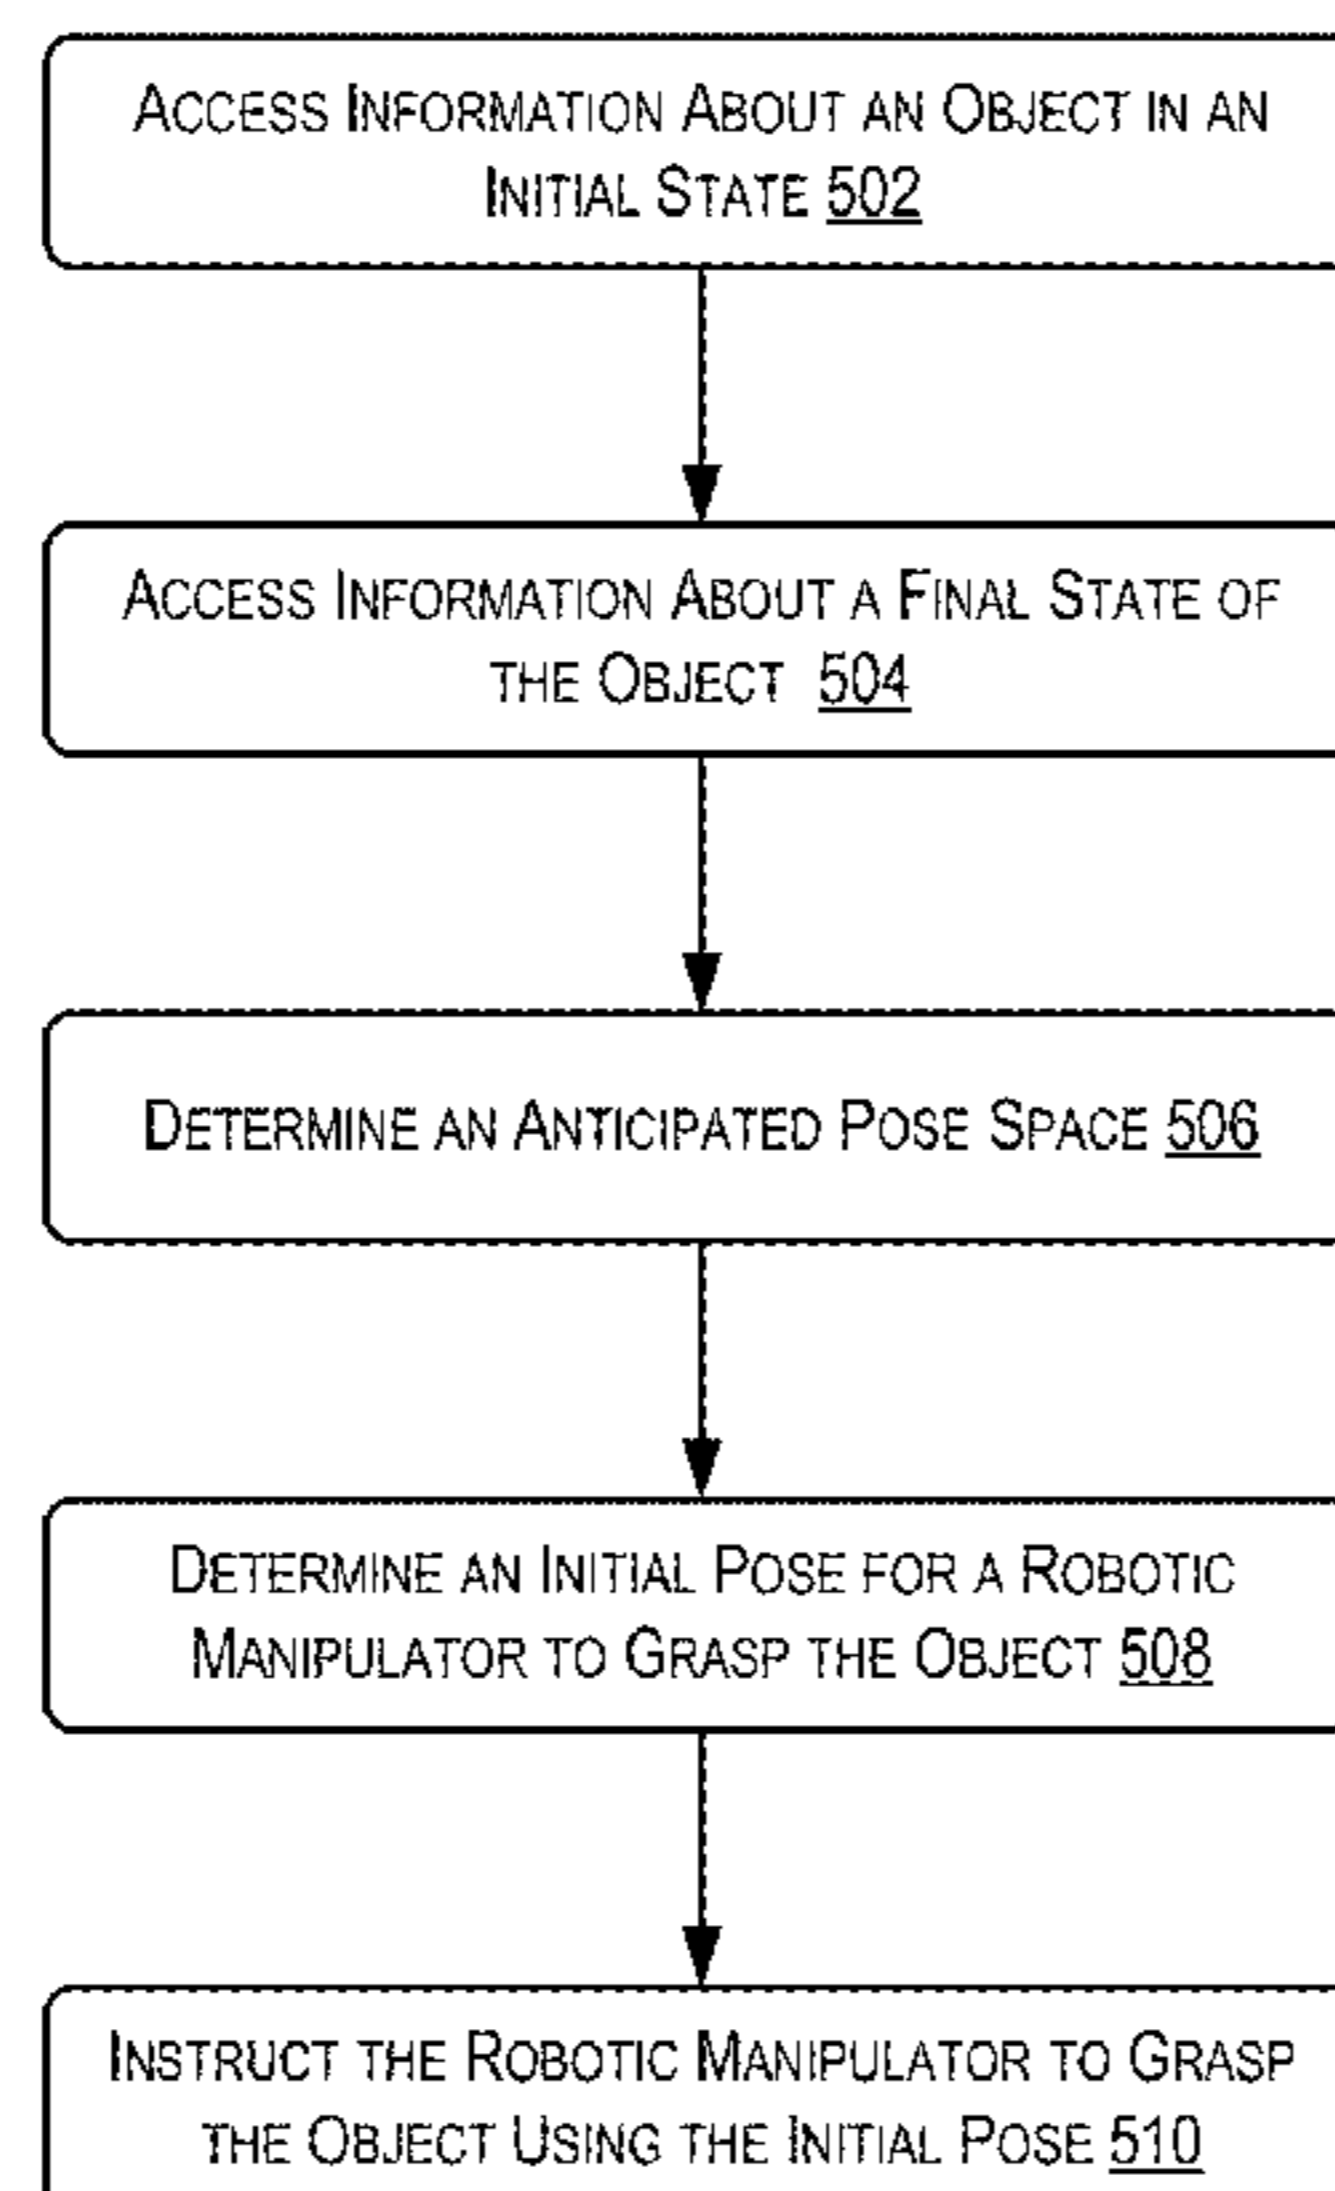 ACCESS INFORMATION ABOUT AN OBJECT IN AN
INITIAL STATE 502
ACCESS INFORMATION ABOUT A FINAL STATE OF
THE OBJECT 504
DETERMINE AN ANTICIPATED POSE SPACE 506
DETERMINE AN INITIAL POSE FOR A ROBOTIC
MANIPULATOR TO GRASP THE OBJECT 508
INSTRUCT THE ROBOTIC MANIPULATOR TO GRASP
THE OBJECT USING THE INITIAL POSE 510